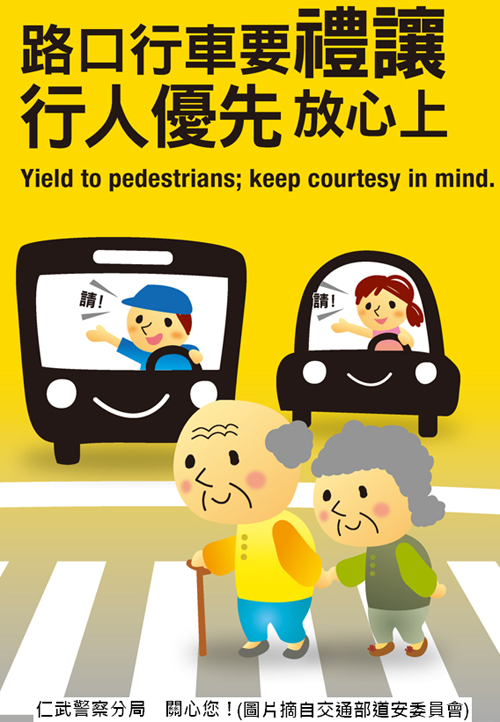 路口行車要禮讓
行人優先 放心上
Yield to pedestrians; keep courtesy in mind.
請!
請!
仁武警察分局　關心您！(圖片摘自交通部道安委員會)